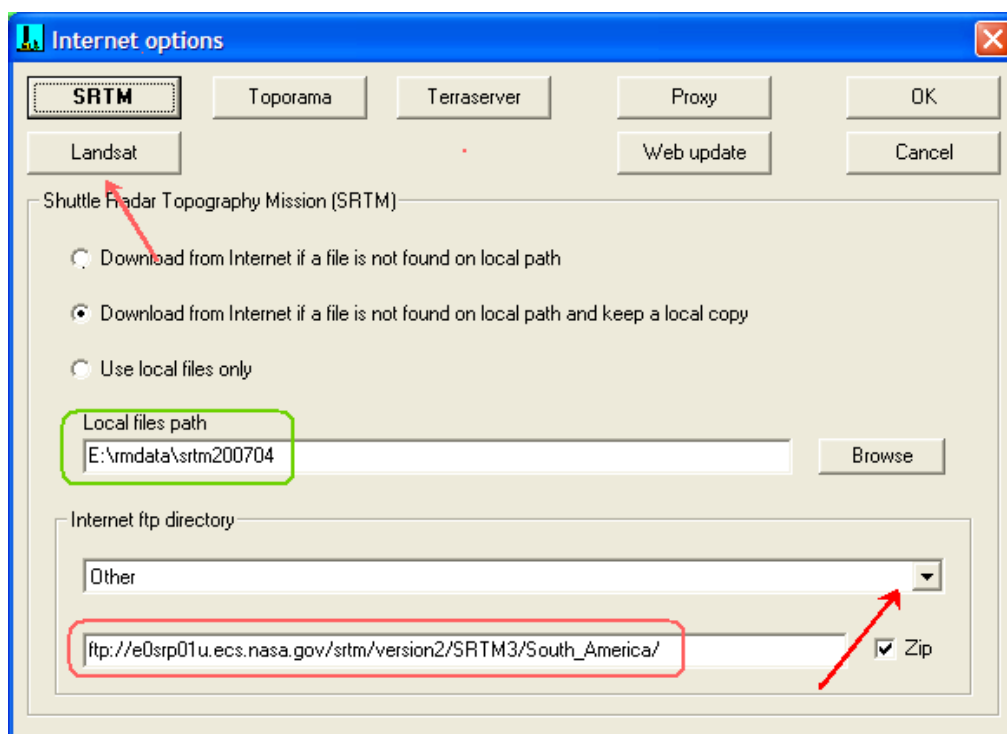 Internet options
SRTM Toporama Terraserver Proxy OK
Landsat Web update Cancel
Shuttle Radar Topography Mission (SRTM)
Download from Internet if a file is not found on local path
Download from Internet if a file is not found on local path and keep a local copy
Use local files only
Local files path
E:\rmdata\srtm200704 Browse
Internet ftp directory
Other
ftp://e0srp01u.ecs.nasa.gov/srtm/version2/SRTM3/South_America/ Zip